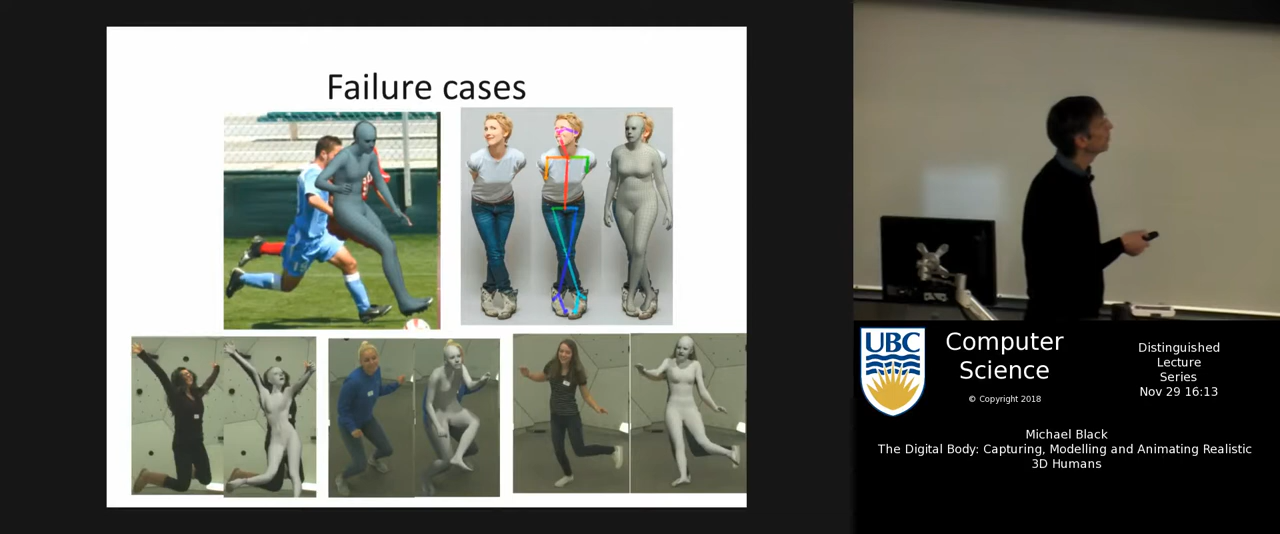 Failure cases
UBC
Computer
Science
© Copyright 2018
Distinguished
Lecture
Series
Nov 29 16:13
Michael Black
The Digital Body: Capturing, Modelling and Animating Realistic
3D Humans